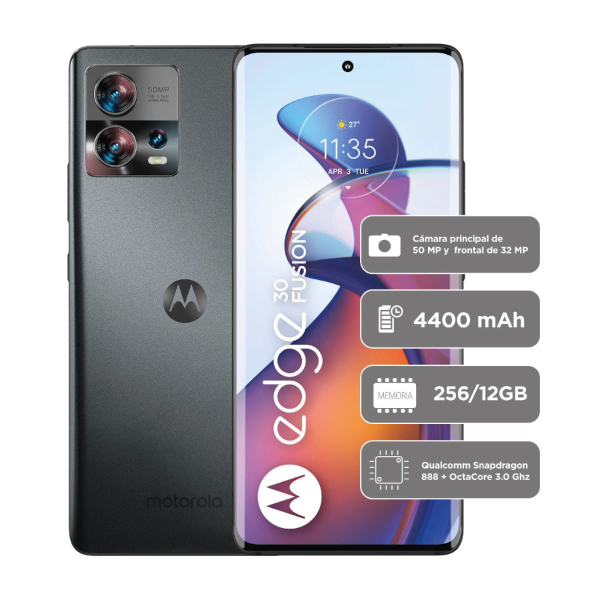 50MP
27°
11:35
APR 3 TUE
edge 30
FUSION
motorola
Cámara principal de
50 MP y frontal de 32 MP
4400 mAh
MEMORIA
256/12GB
Qualcomm Snapdragon
888 + OctaCore 3.0 Ghz